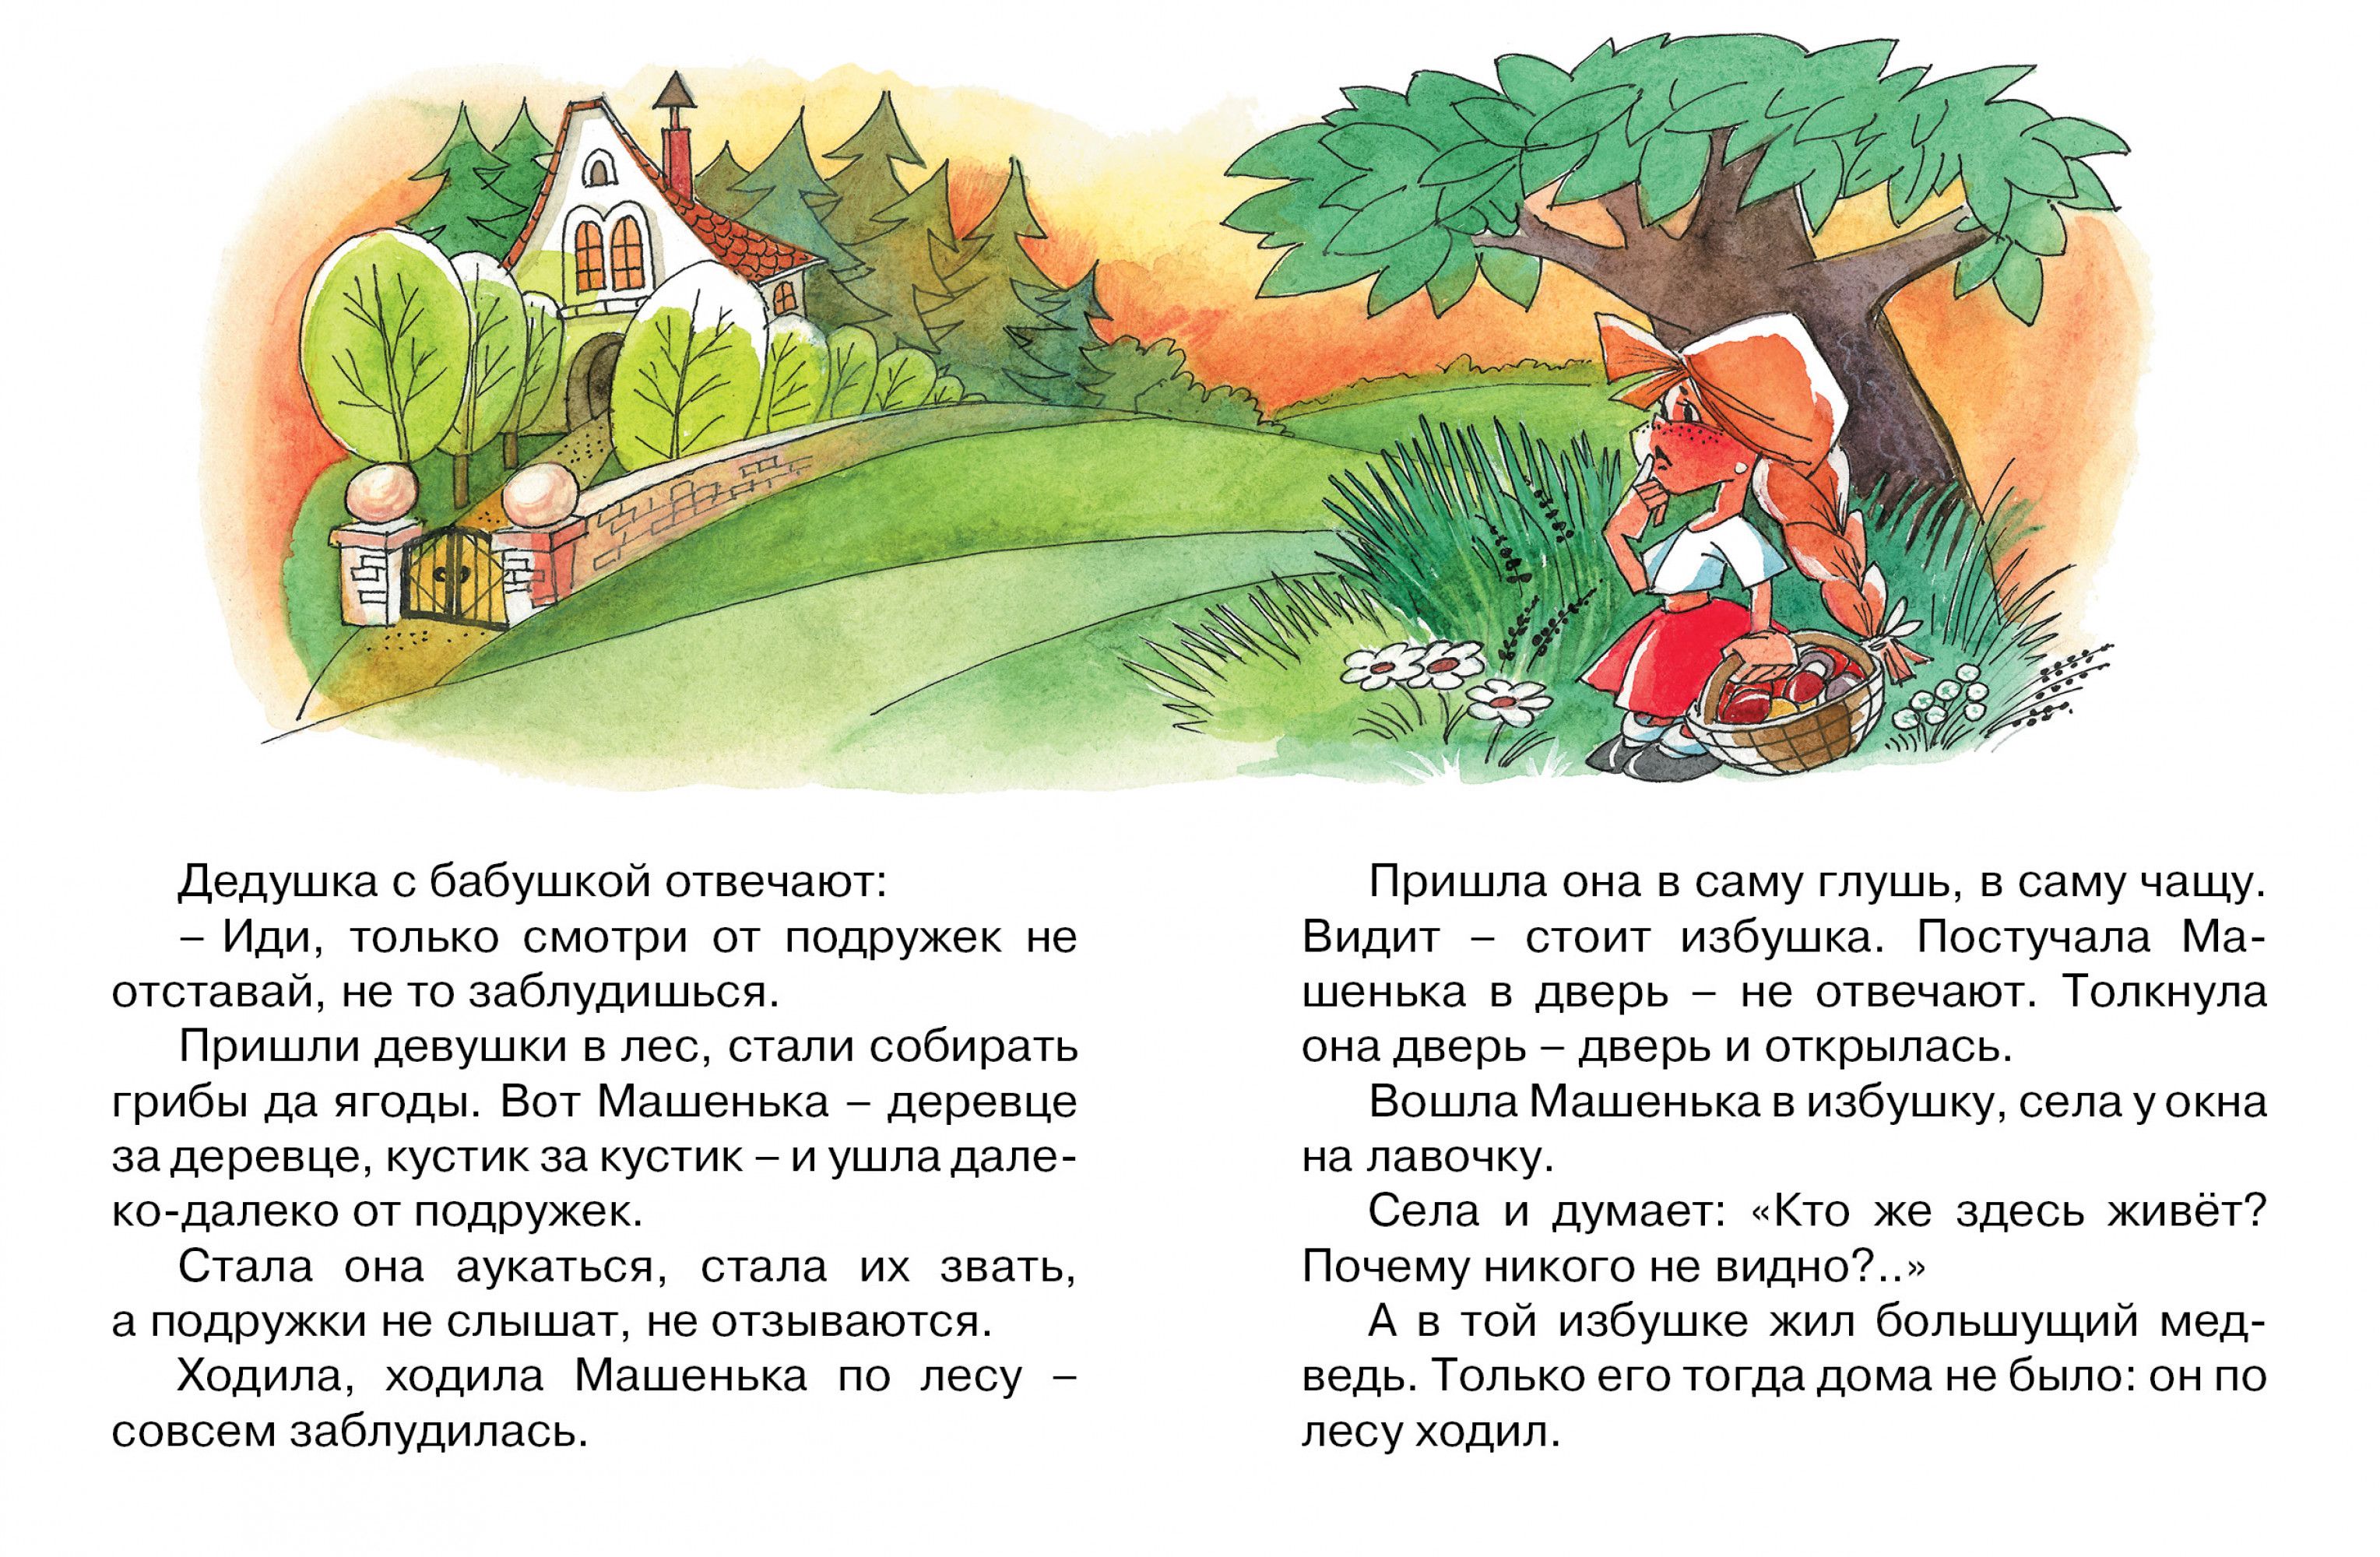 Дедушка с бабушкой отвечают:
– Иди, только смотри от подружек не
отставай, не то заблудишься.
Пришли девушки в лес, стали собирать
грибы да ягоды. Вот Машенька – деревце
за деревце, кустик за кустик – и ушла дале-
ко-далеко от подружек.
Стала она аукаться, стала их звать,
а подружки не слышат, не отзываются.
Ходила, ходила Машенька по лесу –
совсем заблудилась.
Пришла она в саму глушь, в саму чащу.
Видит – стоит избушка. Постучала Ма-
шенька в дверь – не отвечают. Толкнула
она дверь – дверь и открылась.
Вошла Машенька в избушку, села у окна
на лавочку.
Села и думает: «Кто же здесь живёт?
Почему никого не видно?..»
А в той избушке жил большущий мед-
ведь. Только его тогда дома не было: он по
лесу ходил.